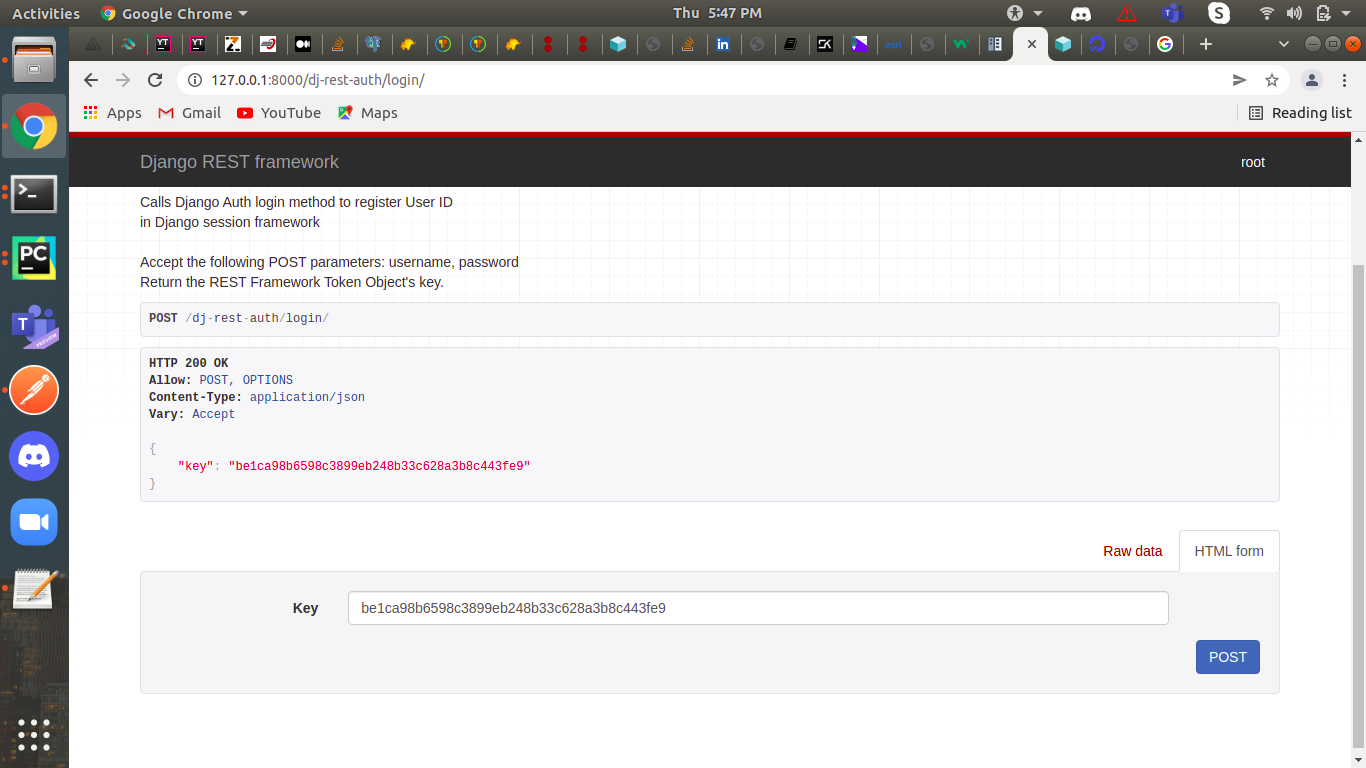 Activities Google Chrome Thu 5:47 PM
127.0.0.1:8000/dj-rest-auth/login/
Apps Gmail YouTube Maps Reading list
Django REST framework root
Calls Django Auth login method to register User ID
in Django session framework
Accept the following POST parameters: username, password
Return the REST Framework Token Object's key.
POST /dj-rest-auth/login/
HTTP 200 OK
Allow: POST, OPTIONS
Content-Type: application/json
Vary: Accept
{
"key": "be1ca98b6598c3899eb248b33c628a3b8c443fe9"
}
Raw data HTML form
Key be1ca98b6598c3899eb248b33c628a3b8c443fe9
POST